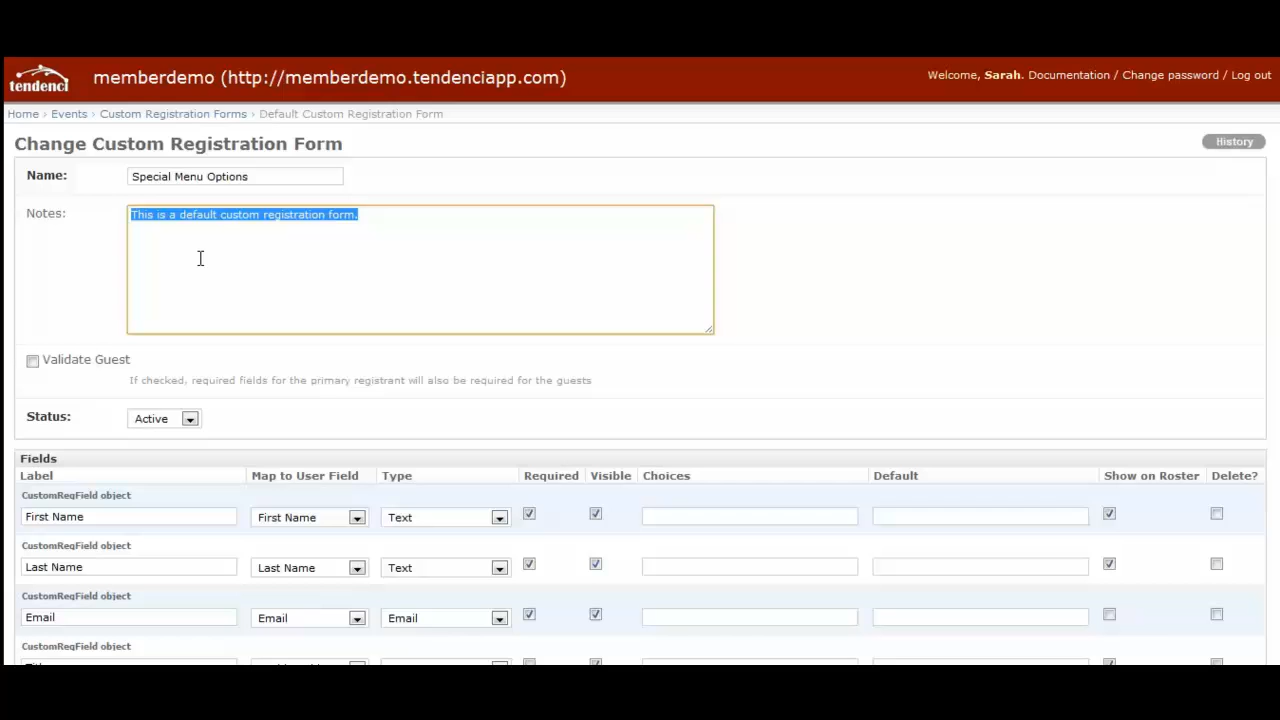 tendenci memberdemo (http://memberdemo.tendenciapp.com) Welcome, Sarah. Documentation / Change password / Log out
Home › Events › Custom Registration Forms › Default Custom Registration Form
Change Custom Registration Form History
Name: Special Menu Options
Notes: This is a default custom registration form.
Validate Guest
If checked, required fields for the primary registrant will also be required for the guests
Status: Active
Fields
Label Map to User Field Type Required Visible Choices Default Show on Roster Delete?
CustomRegField object
First Name First Name Text
CustomRegField object
Last Name Last Name Text
CustomRegField object
Email Email Email
CustomRegField object